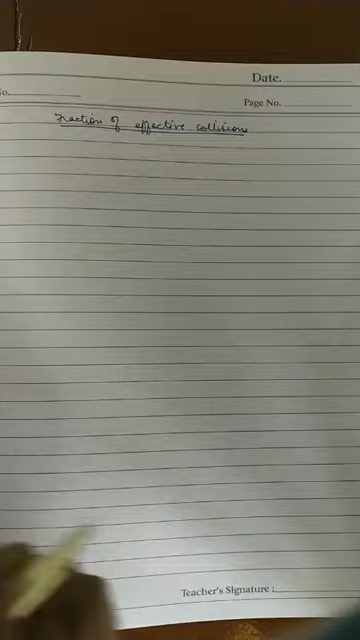 Date.
No.
Page No.
Fraction of effective collisions
Teacher's Signature :